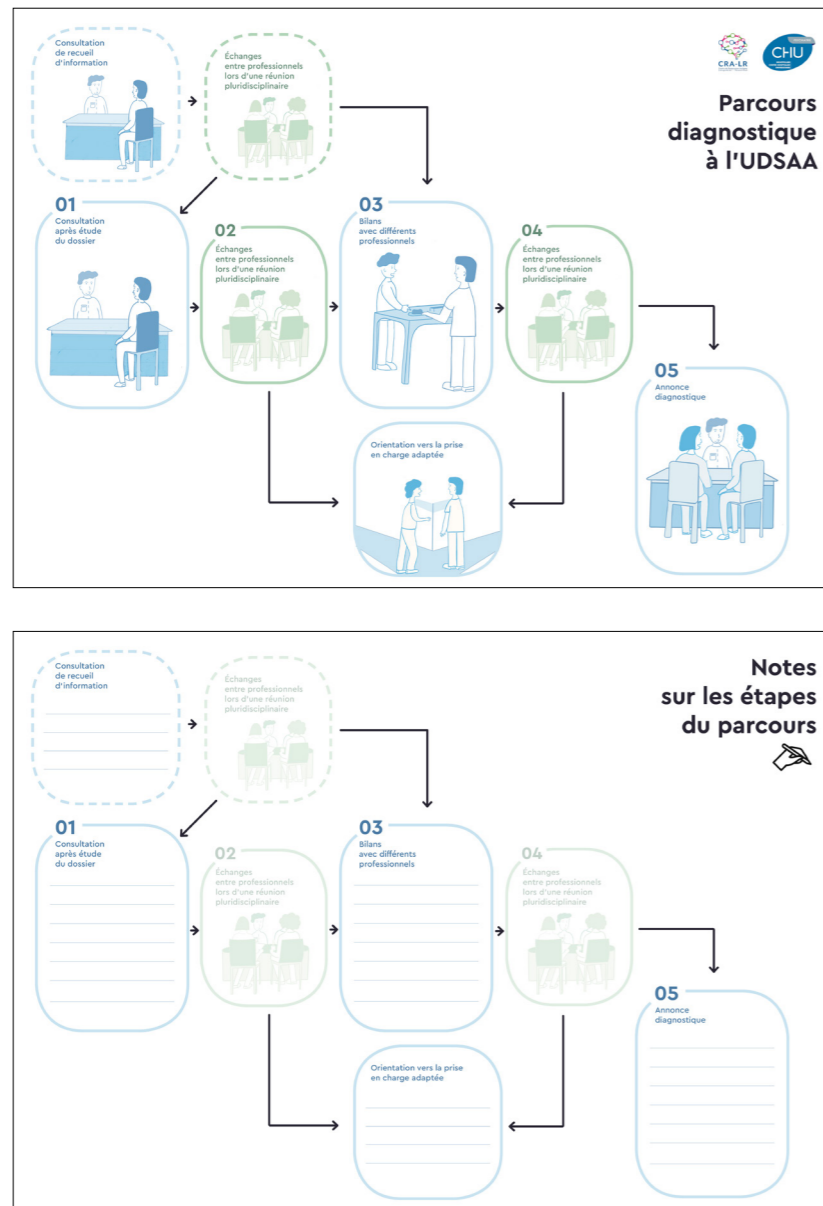 Consultation
de recueil
d'information
Échanges
entre professionnels
lors d'une réunion
pluridisciplinaire
CRA-LR
CHU
Parcours
diagnostique
à l'UDSAA
01
Consultation
après étude
du dossier
02
Échanges
entre professionnels
lors d'une réunion
pluridisciplinaire
03
Bilans
avec différents
professionnels
04
Échanges
entre professionnels
lors d'une réunion
pluridisciplinaire
05
Annonce
diagnostique
Orientation vers la prise
en charge adaptée
Consultation
de recueil
d'information
Échanges
entre professionnels
lors d'une réunion
pluridisciplinaire
Notes
sur les étapes
du parcours
01
Consultation
après étude
du dossier
02
Échanges
entre professionnels
lors d'une réunion
pluridisciplinaire
03
Bilans
avec différents
professionnels
04
Échanges
entre professionnels
lors d'une réunion
pluridisciplinaire
05
Annonce
diagnostique
Orientation vers la prise
en charge adaptée